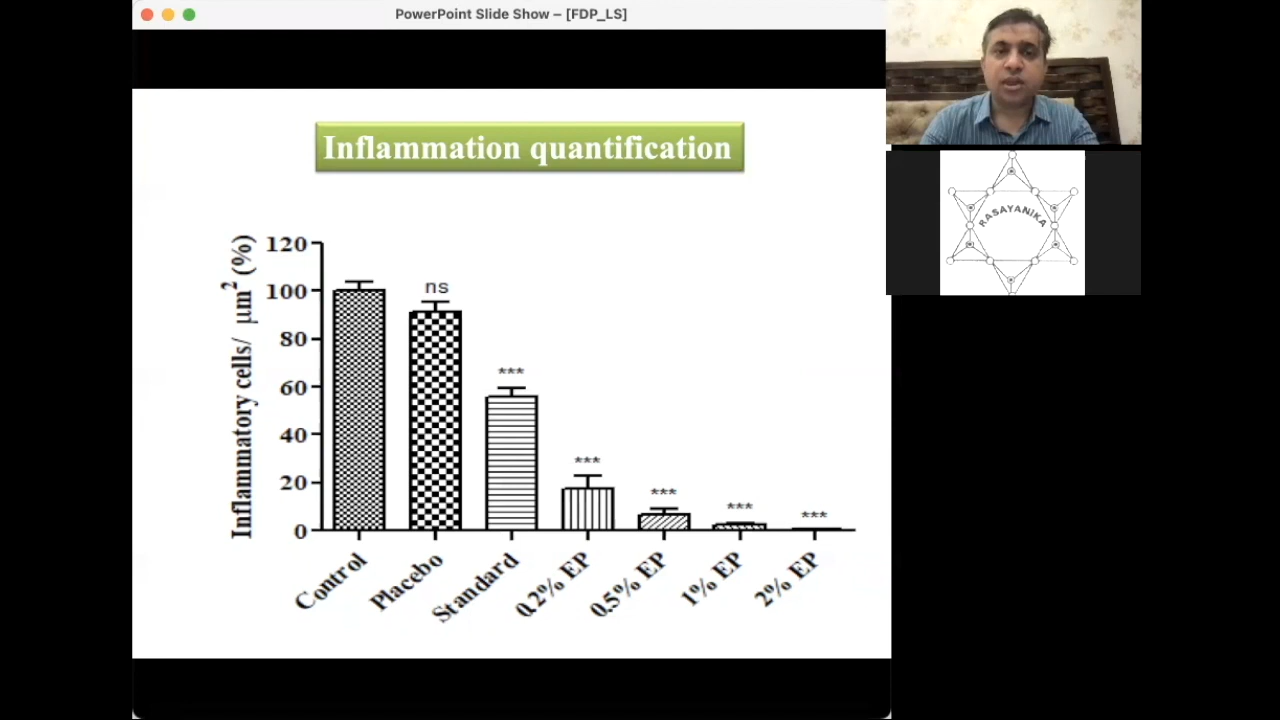 PowerPoint Slide Show – [FDP_LS]
Inflammation quantification
Inflammatory cells/ µm² (%)
120
100
80
60
40
20
0
ns
***
***
***
***
***
Control
Placebo
Standard
0.2% EP
0.5% EP
1% EP
2% EP
RASAYANIKA